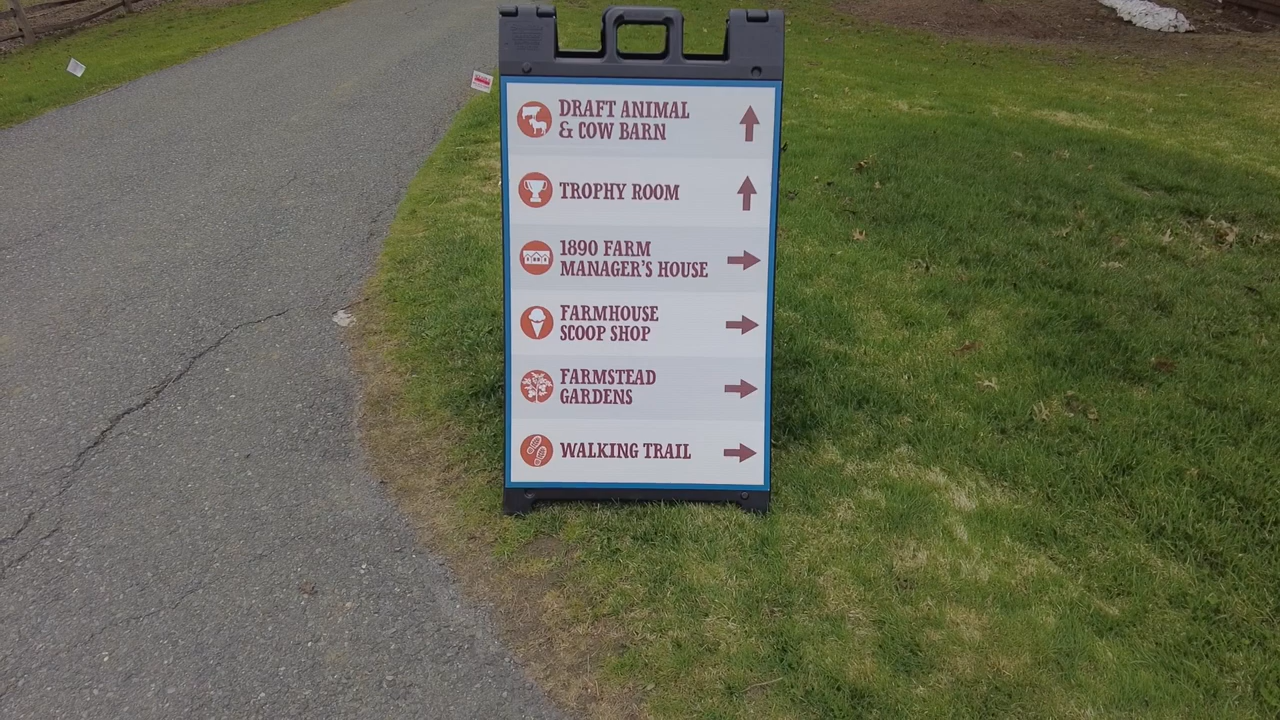 DRAFT ANIMAL
& COW BARN
TROPHY ROOM
1890 FARM
MANAGER'S HOUSE
FARMHOUSE
SCOOP SHOP
FARMSTEAD
GARDENS
WALKING TRAIL